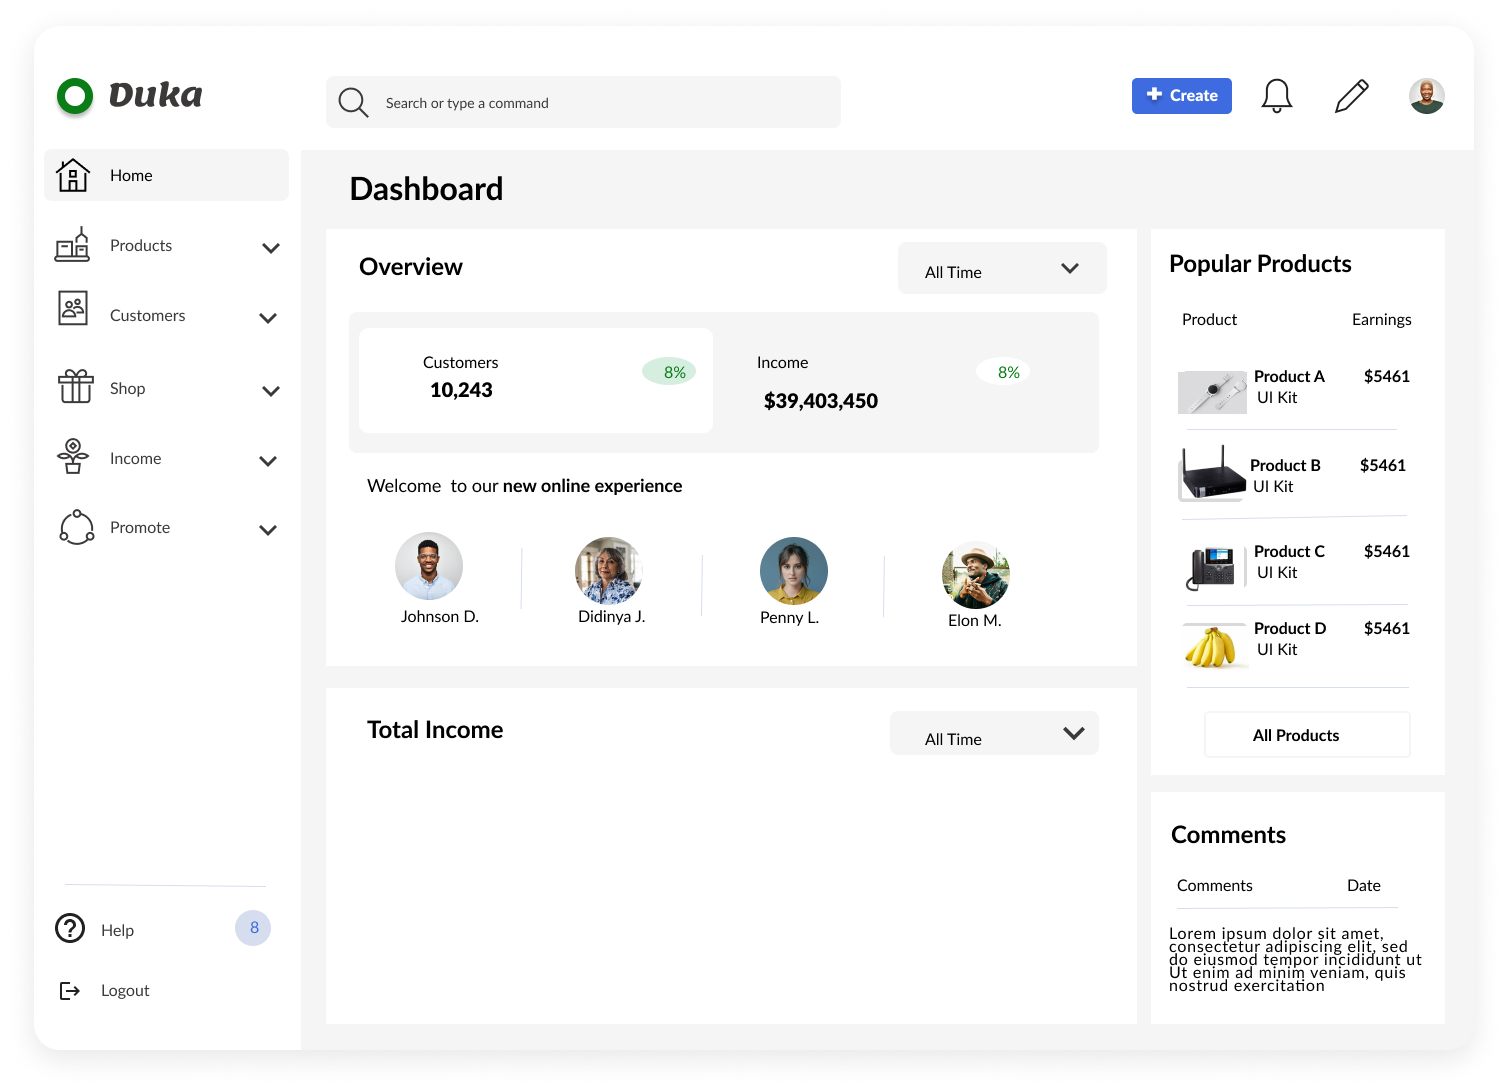 Duka
Search or type a command
Create
Home
Products
Customers
Shop
Income
Promote
Help
8
Logout
Dashboard
Overview
All Time
Customers
8%
10,243
Income
8%
$39,403,450
Welcome to our new online experience
Johnson D.
Didinya J.
Penny L.
Elon M.
Total Income
All Time
Popular Products
Product Earnings
Product A $5461
UI Kit
Product B $5461
UI Kit
Product C $5461
UI Kit
Product D $5461
UI Kit
All Products
Comments
Comments Date
Lorem ipsum dolor sit amet,
consectetur adipiscing elit, sed
do eiusmod tempor incididunt ut
Ut enim ad minim veniam, quis
nostrud exercitation